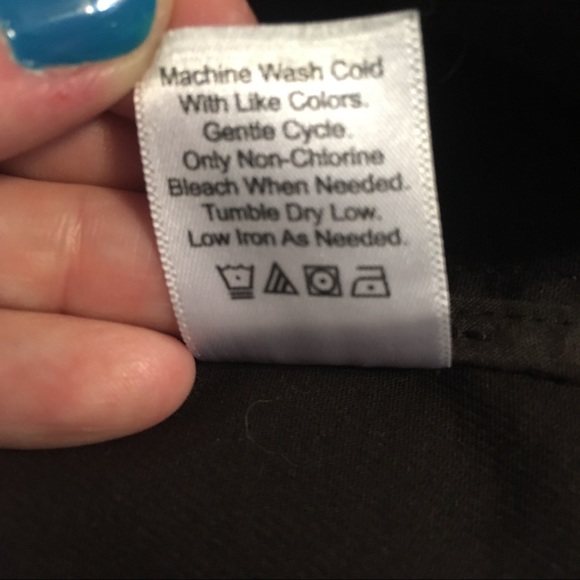 Machine Wash Cold
With Like Colors.
Gentle Cycle.
Only Non-Chlorine
Bleach When Needed.
Tumble Dry Low.
Low Iron As Needed.